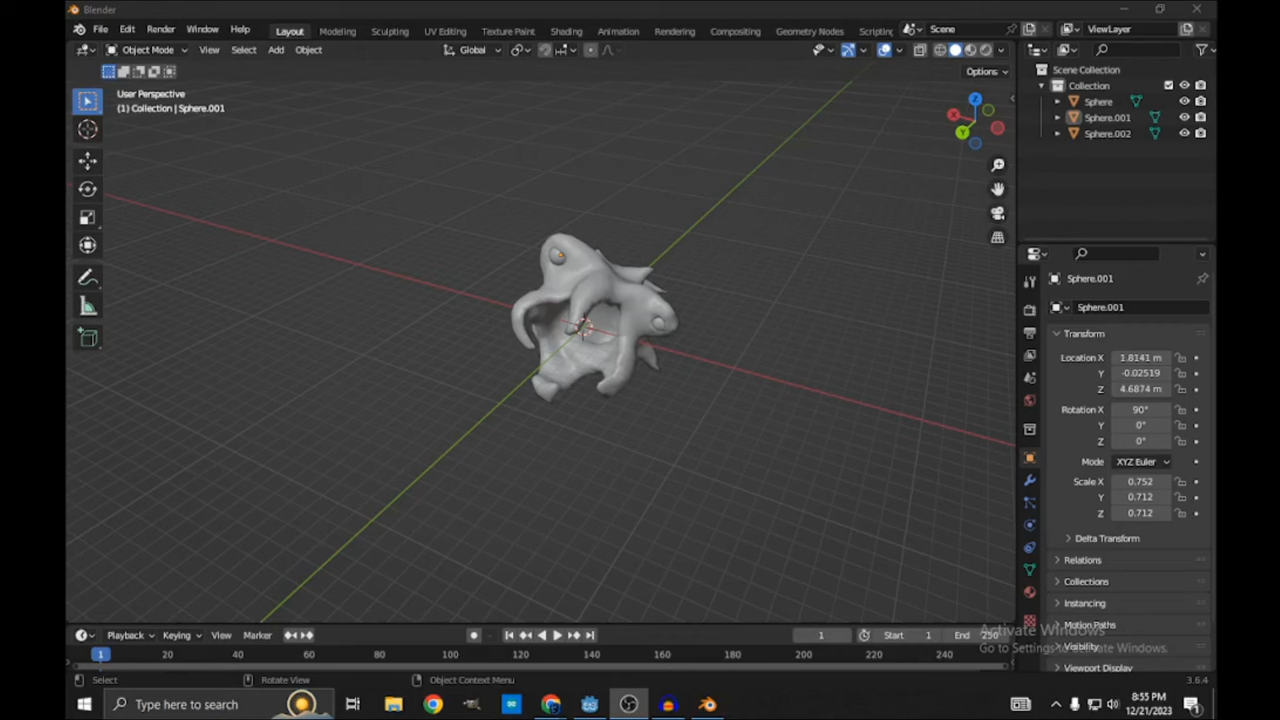 Blender
File Edit Render Window Help Layout Modeling Sculpting UV Editing Texture Paint Shading Animation Rendering Compositing Geometry Nodes Scripting Scene ViewLayer
Object Mode View Select Add Object Global
Options
User Perspective
(1) Collection | Sphere.001
X Y Z
Scene Collection
Collection
Sphere
Sphere.001
Sphere.002
Sphere.001
Sphere.001
Transform
Location X 1.8141 m
Y -0.02519
Z 4.6874 m
Rotation X 90°
Y 0°
Z 0°
Mode XYZ Euler
Scale X 0.752
Y 0.712
Z 0.712
Delta Transform
Relations
Collections
Instancing
Motion Paths
Visibility
Viewport Display
Activate Windows
Go to Settings to activate Windows.
Playback Keying View Marker 1 Start 1 End 250
1 20 40 60 80 100 120 140 160 180 200 220 240
Select Rotate View Object Context Menu 3.6.4
Type here to search
8:55 PM
12/21/2023
1